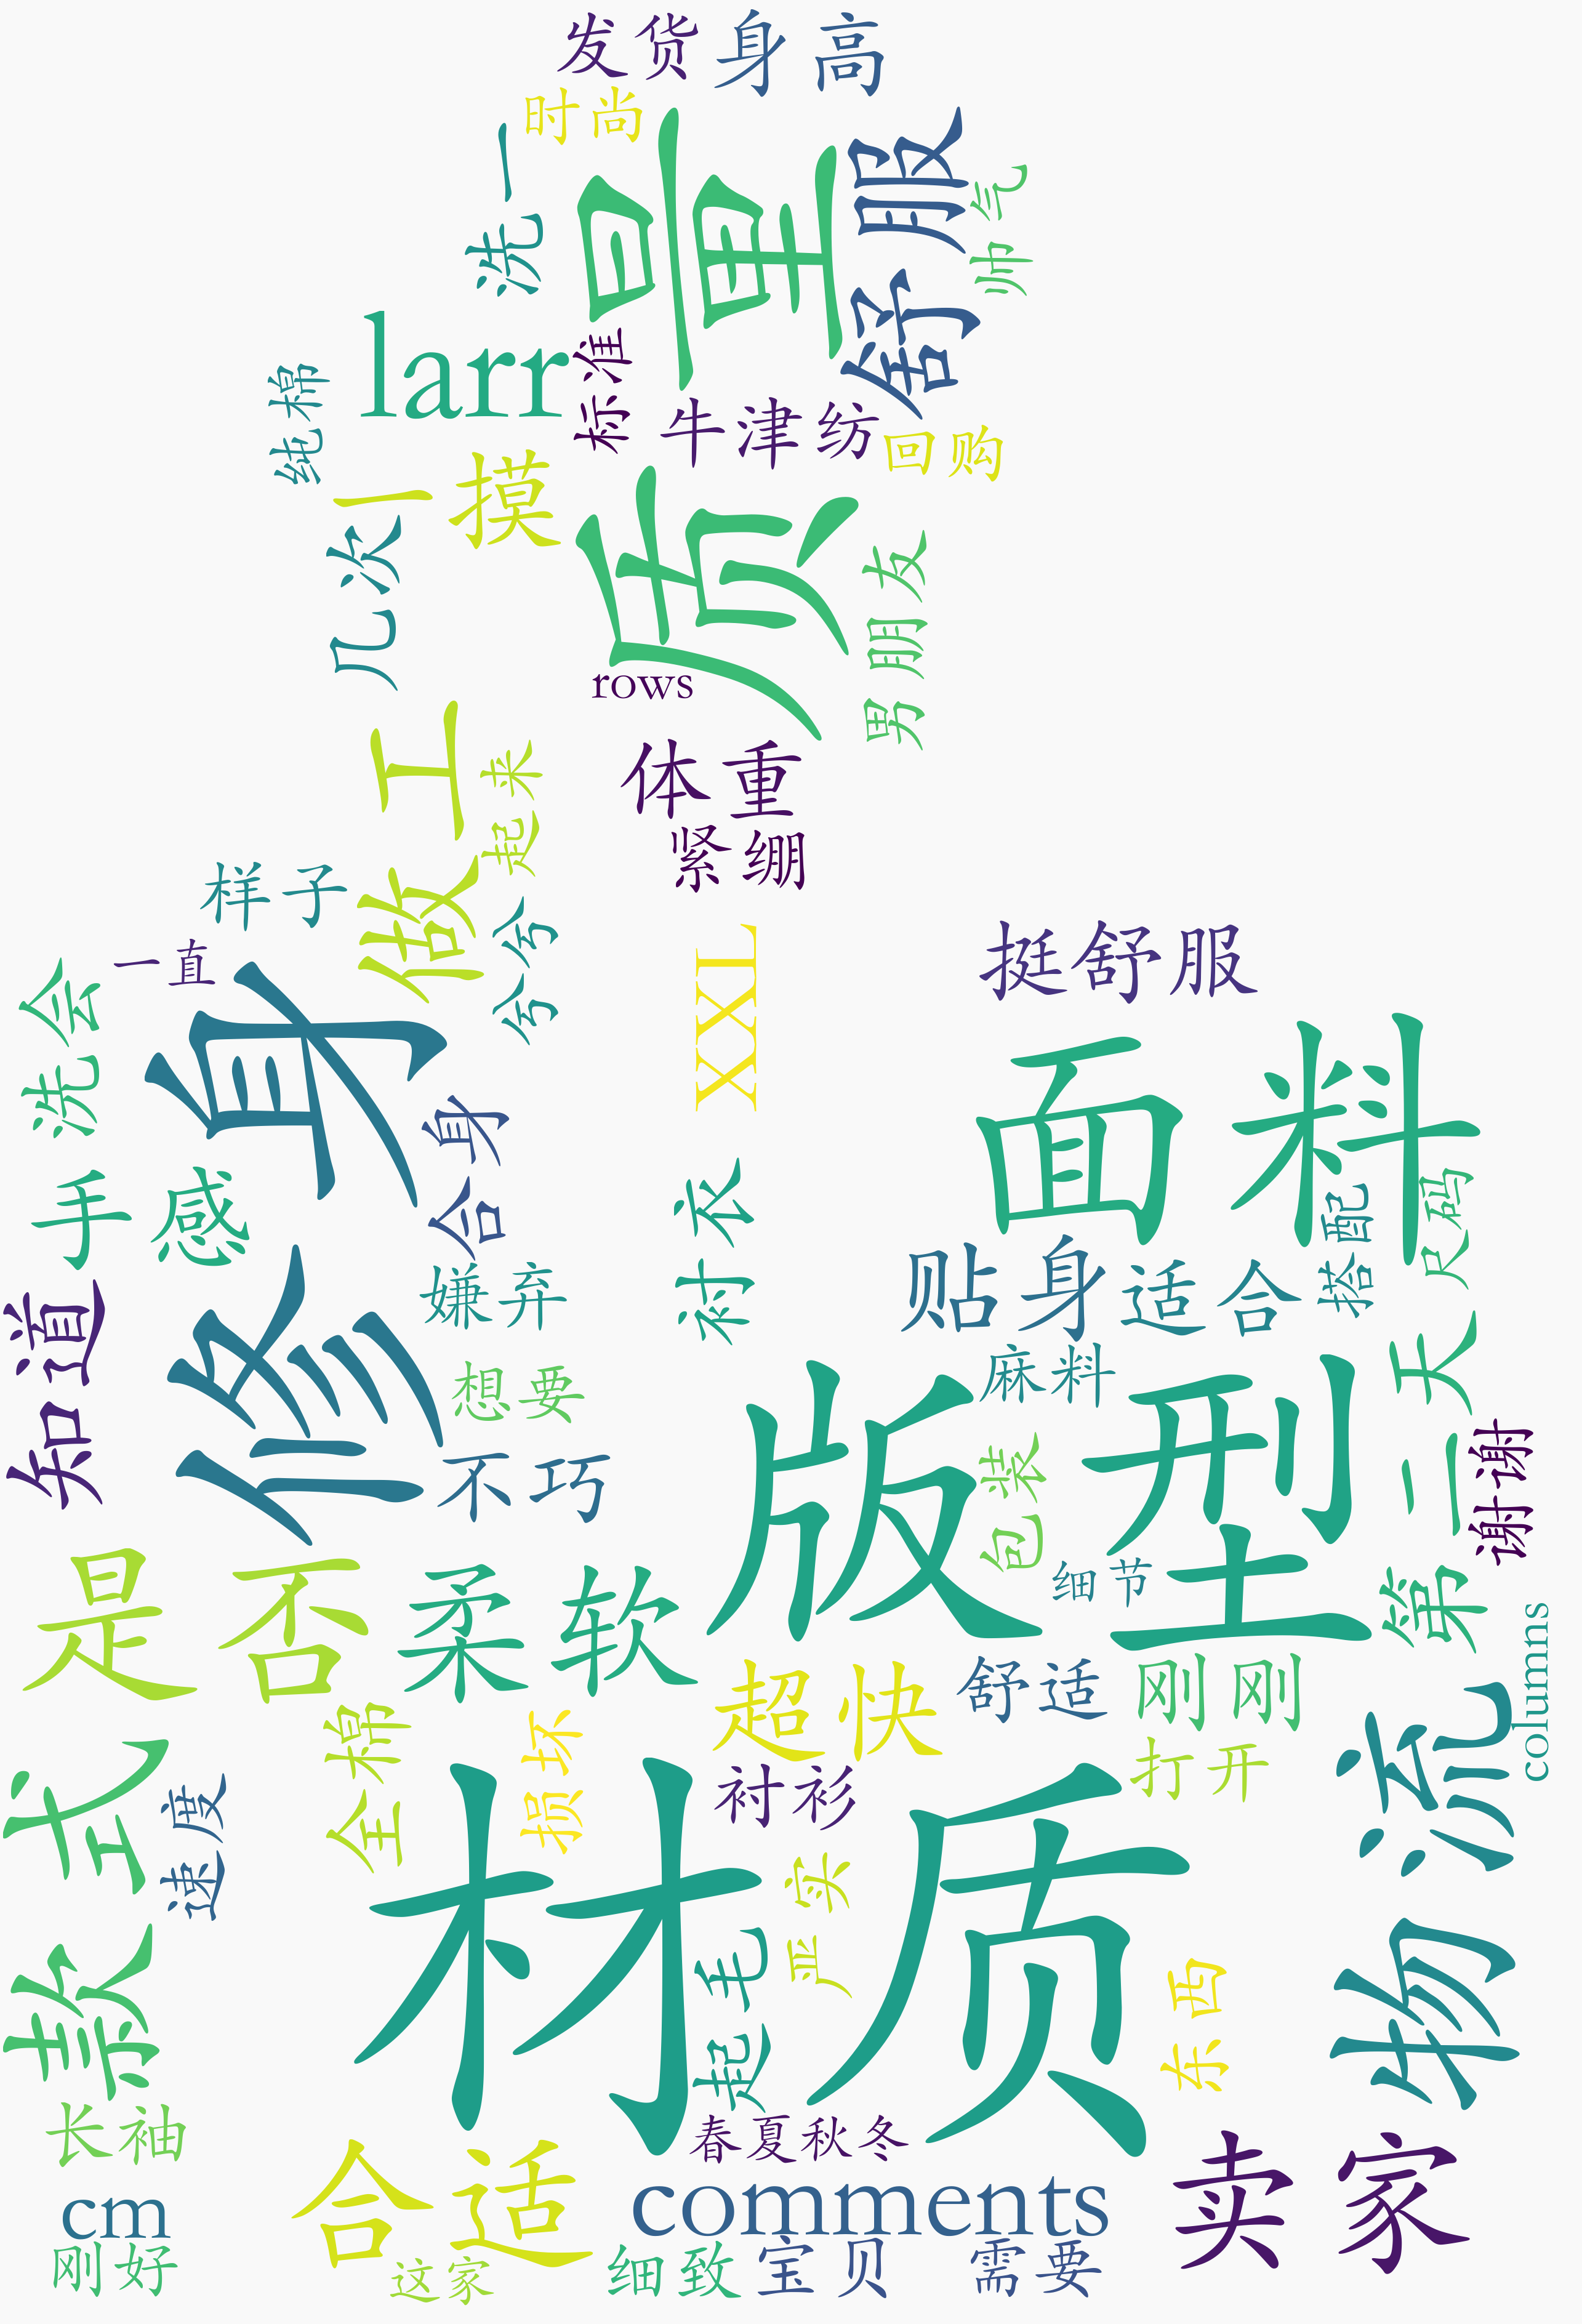 发货
身高
时尚
洗一
质量
舒服
帅气
larr
标准
纯棉
牛津纺
回购
一摸
几次
男朋友
rows
做工
起来
体重
紧绷
样子
一直
洗会
修身
挺舒服
XXL
面料
合身
手感
衬衣
嫌弃
知道
贴身
适合
搭配
尺码
想要
不巧
麻料
第二天
谢谢
版型
包装
细节
是否
柔软
columns
超快
舒适
刚刚
打开
物流
全棉
损坏
款式
速度
衬衫
材质
严实
起毛
东西
长袖
春夏秋冬
cm
合适
comments
卖家
刚好
这家
细致
宝贝
需要